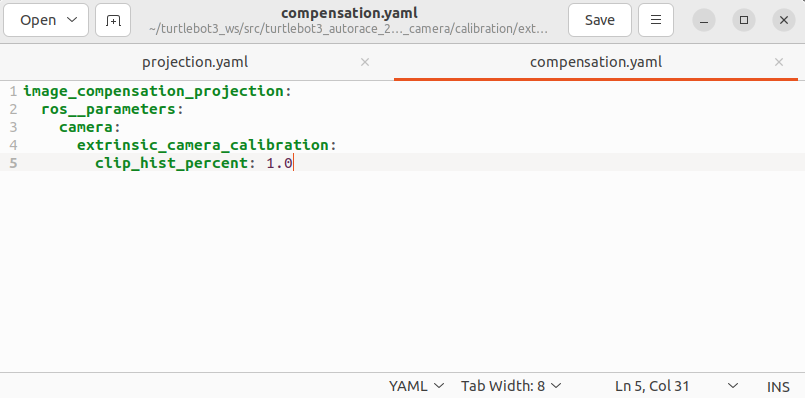 Open
compensation.yaml
~/turtlebot3_ws/src/turtlebot3_autorace_2..._camera/calibration/ext...
Save
projection.yaml
compensation.yaml
1 image_compensation_projection:
2   ros__parameters:
3     camera:
4       extrinsic_camera_calibration:
5         clip_hist_percent: 1.0
YAML
Tab Width: 8
Ln 5, Col 31
INS